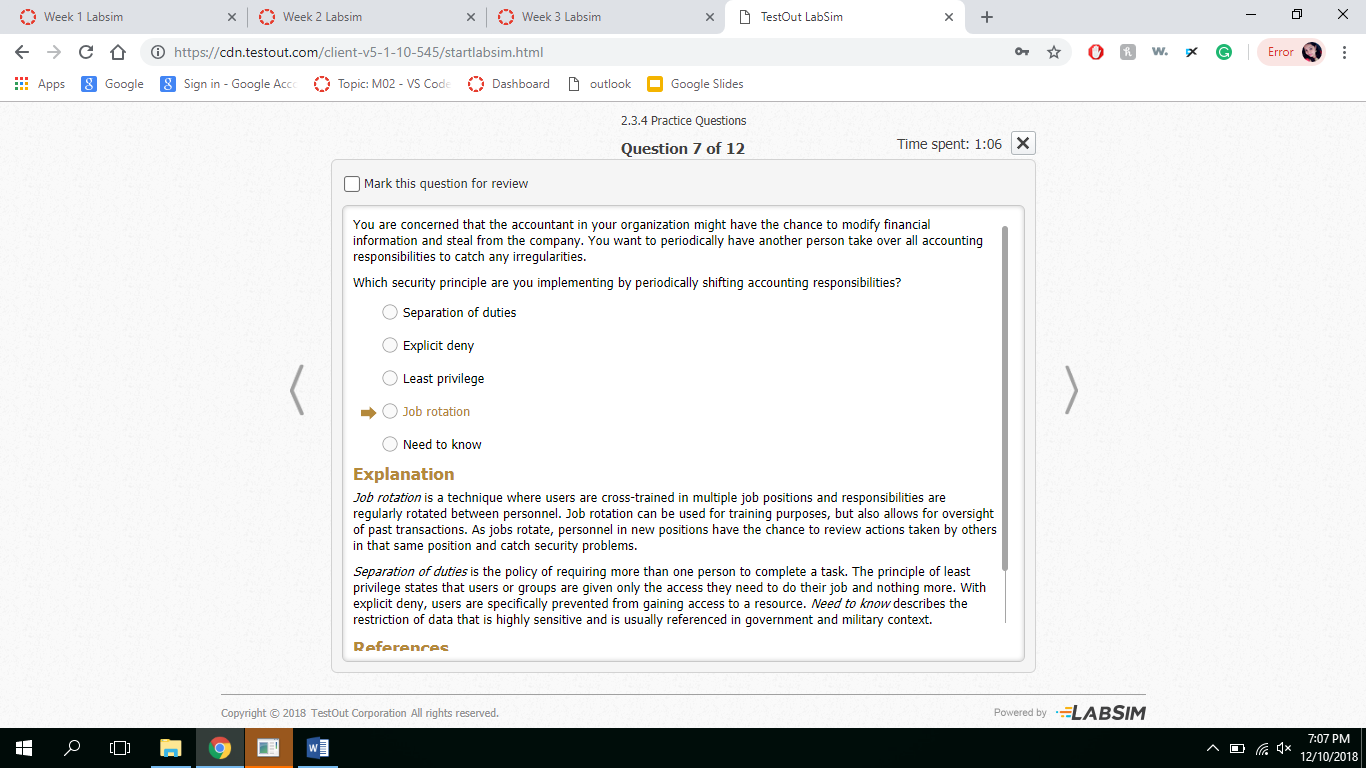 Week 1 Labsim
Week 2 Labsim
Week 3 Labsim
TestOut LabSim
https://cdn.testout.com/client-v5-1-10-545/startlabsim.html
Error
Apps
Google
Sign in - Google Acc
Topic: M02 - VS Code
Dashboard
outlook
Google Slides
2.3.4 Practice Questions
Question 7 of 12
Time spent: 1:06
Mark this question for review
You are concerned that the accountant in your organization might have the chance to modify financial
information and steal from the company. You want to periodically have another person take over all accounting
responsibilities to catch any irregularities.
Which security principle are you implementing by periodically shifting accounting responsibilities?
Separation of duties
Explicit deny
Least privilege
Job rotation
Need to know
Explanation
Job rotation is a technique where users are cross-trained in multiple job positions and responsibilities are
regularly rotated between personnel. Job rotation can be used for training purposes, but also allows for oversight
of past transactions. As jobs rotate, personnel in new positions have the chance to review actions taken by others
in that same position and catch security problems.
Separation of duties is the policy of requiring more than one person to complete a task. The principle of least
privilege states that users or groups are given only the access they need to do their job and nothing more. With
explicit deny, users are specifically prevented from gaining access to a resource. Need to know describes the
restriction of data that is highly sensitive and is usually referenced in government and military context.
References
Copyright © 2018 TestOut Corporation All rights reserved.
Powered by LABSIM
7:07 PM
12/10/2018